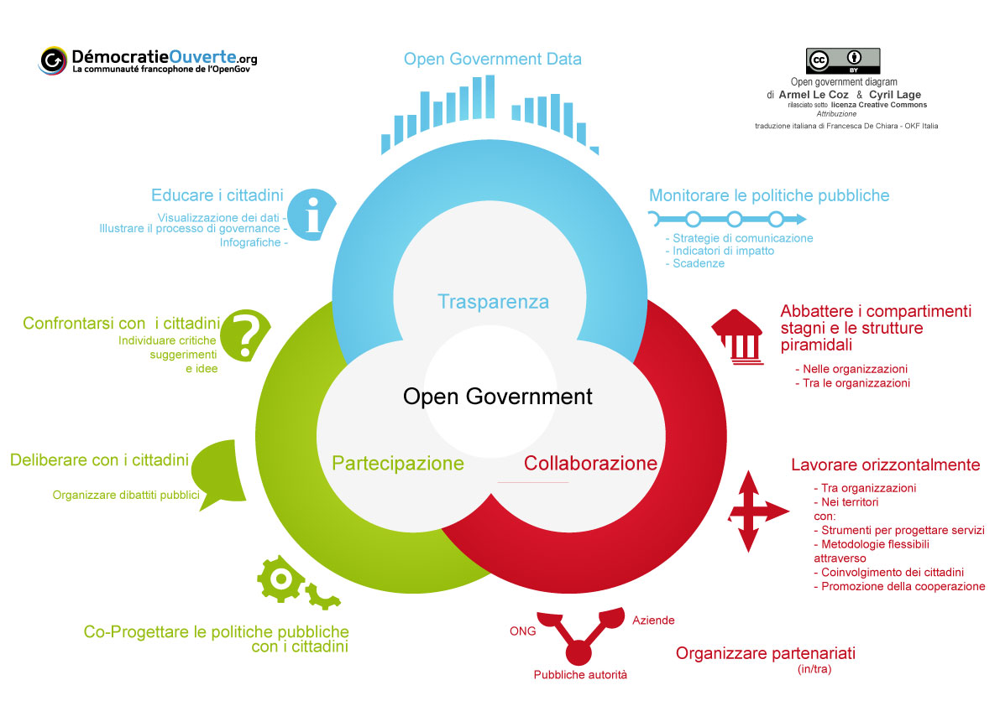 DémocratieOuverte.org
La communauté francophone de l'OpenGov
Open Government Data
cc
BY
Open government diagram
di Armel Le Coz & Cyril Lage
rilasciato sotto licenza Creative Commons
Attribuzione
traduzione italiana di Francesca De Chiara - OKF Italia
Educare i cittadini
Visualizzazione dei dati -
Illustrare il processo di governance -
Infografiche -
i
Monitorare le politiche pubbliche
- Strategie di comunicazione
- Indicatori di impatto
- Scadenze
Trasparenza
Confrontarsi con i cittadini
Individuare critiche
suggerimenti
e idee
?
Abbattere i compartimenti
stagni e le strutture
piramidali
- Nelle organizzazioni
- Tra le organizzazioni
Open Government
Partecipazione
Collaborazione
Deliberare con i cittadini
Organizzare dibattiti pubblici
Lavorare orizzontalmente
- Tra organizzazioni
- Nei territori
con:
- Strumenti per progettare servizi
- Metodologie flessibili
attraverso
- Coinvolgimento dei cittadini
- Promozione della cooperazione
Co-Progettare le politiche pubbliche
con i cittadini
ONG
Aziende
Pubbliche autorità
Organizzare partenariati
(in/tra)